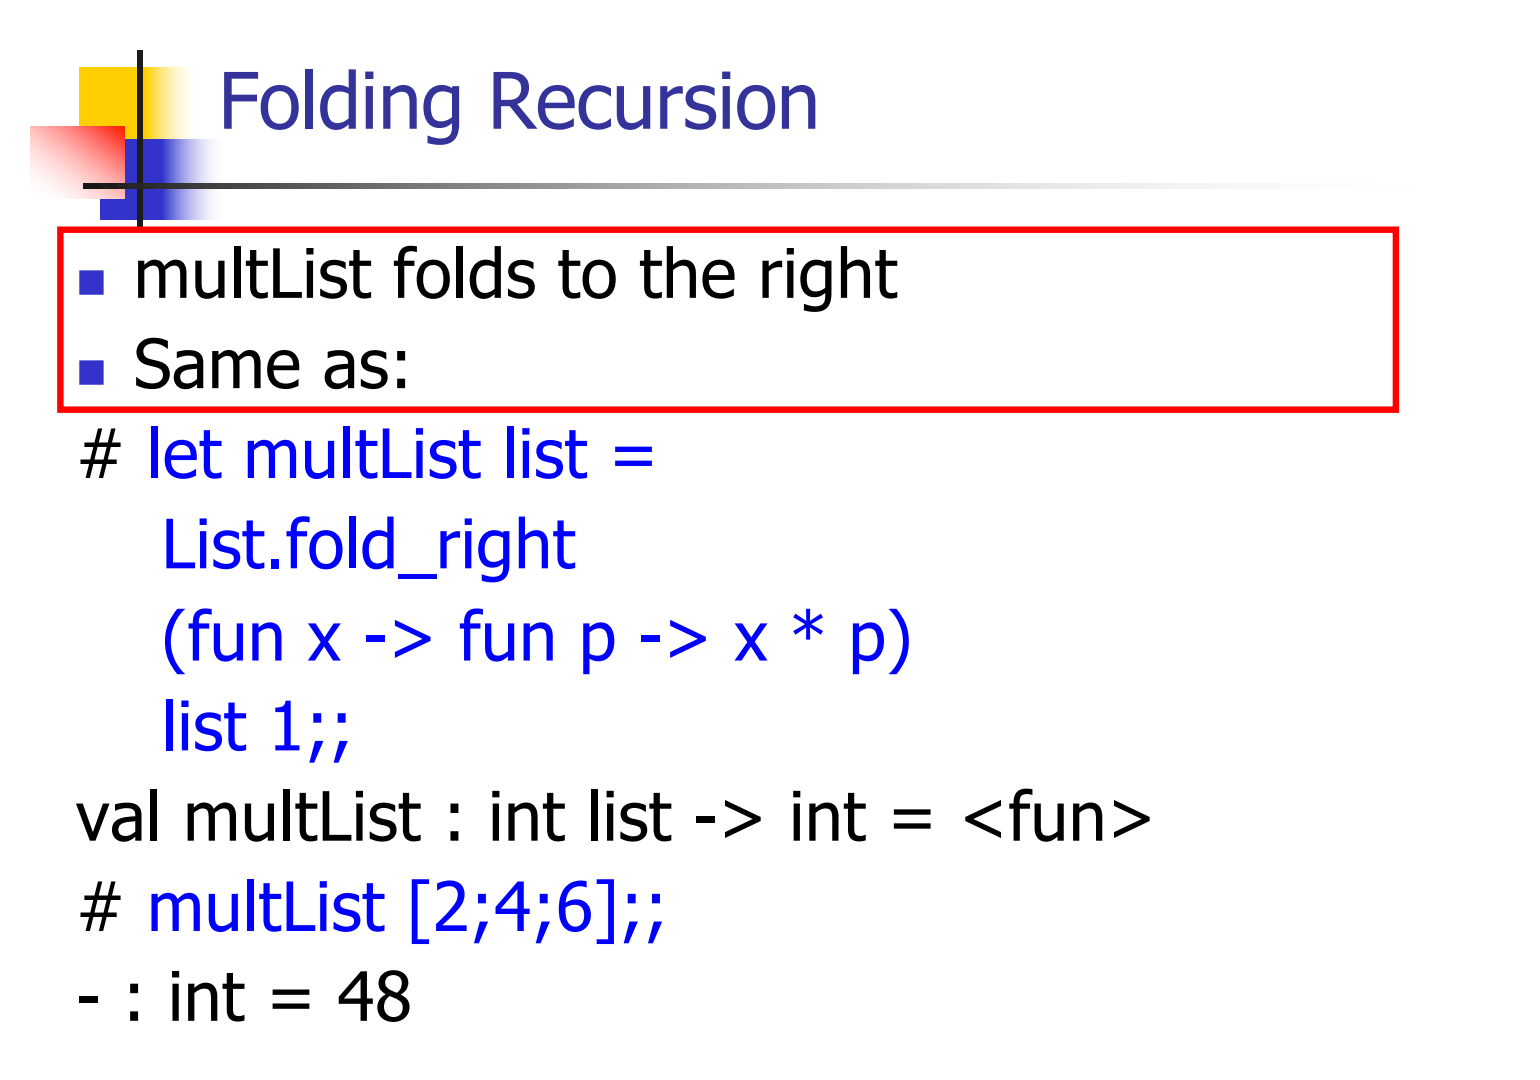 Folding Recursion
multList folds to the right
Same as:
# let multList list =
List.fold_right
(fun x -> fun p -> x * p)
list 1;;
val multList : int list -> int = <fun>
# multList [2;4;6];;
- : int = 48